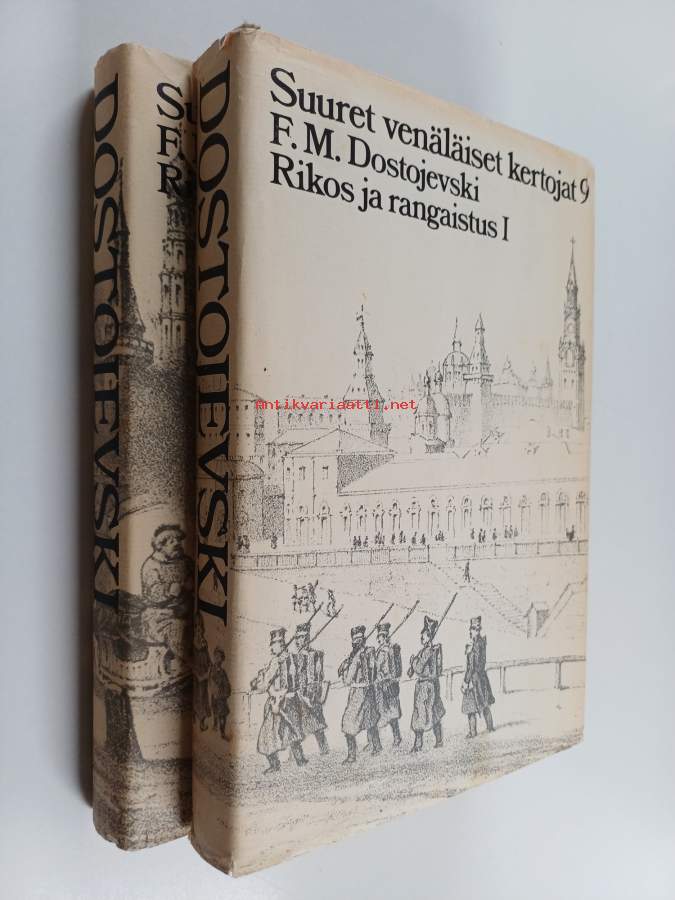 Suuret venäläiset kertojat 9
F. M. Dostojevski
Rikos ja rangaistus I
DOSTOJEVSKI
DOSTOJEVSKI
Su
F.
R
Antikvariaatti.net